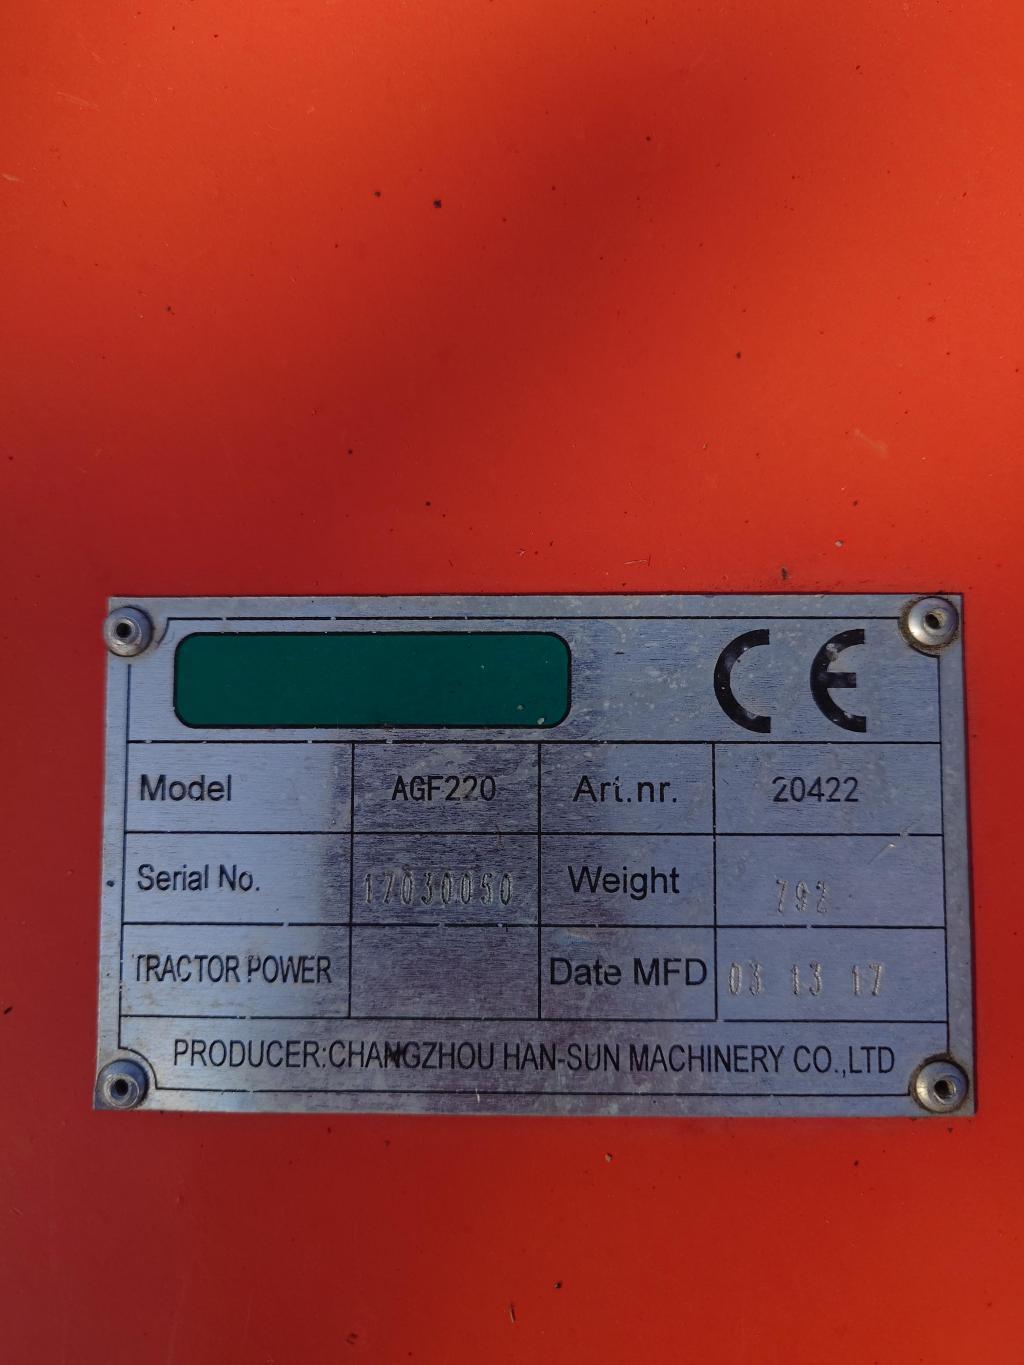 CE
Model AGF220 Art.nr. 20422
Serial No. 17030050 Weight 792
TRACTOR POWER Date MFD 03 13 17
PRODUCER:CHANGZHOU HAN-SUN MACHINERY CO.,LTD